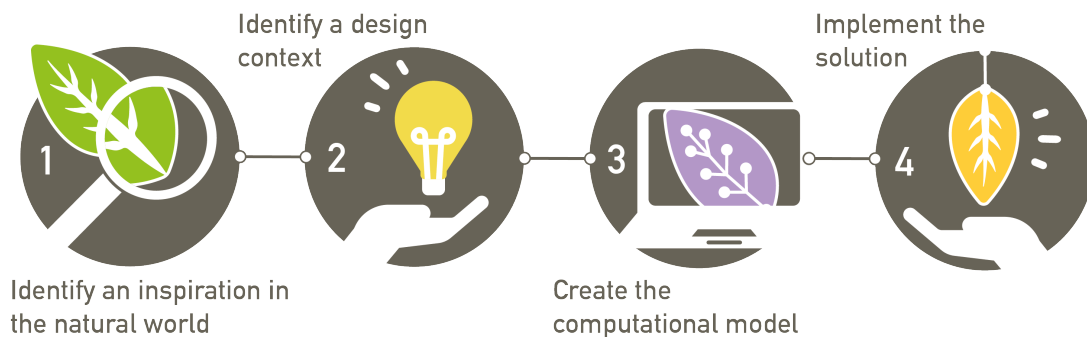 1
Identify an inspiration in
the natural world
Identify a design
context
2
3
Create the
computational model
Implement the
solution
4